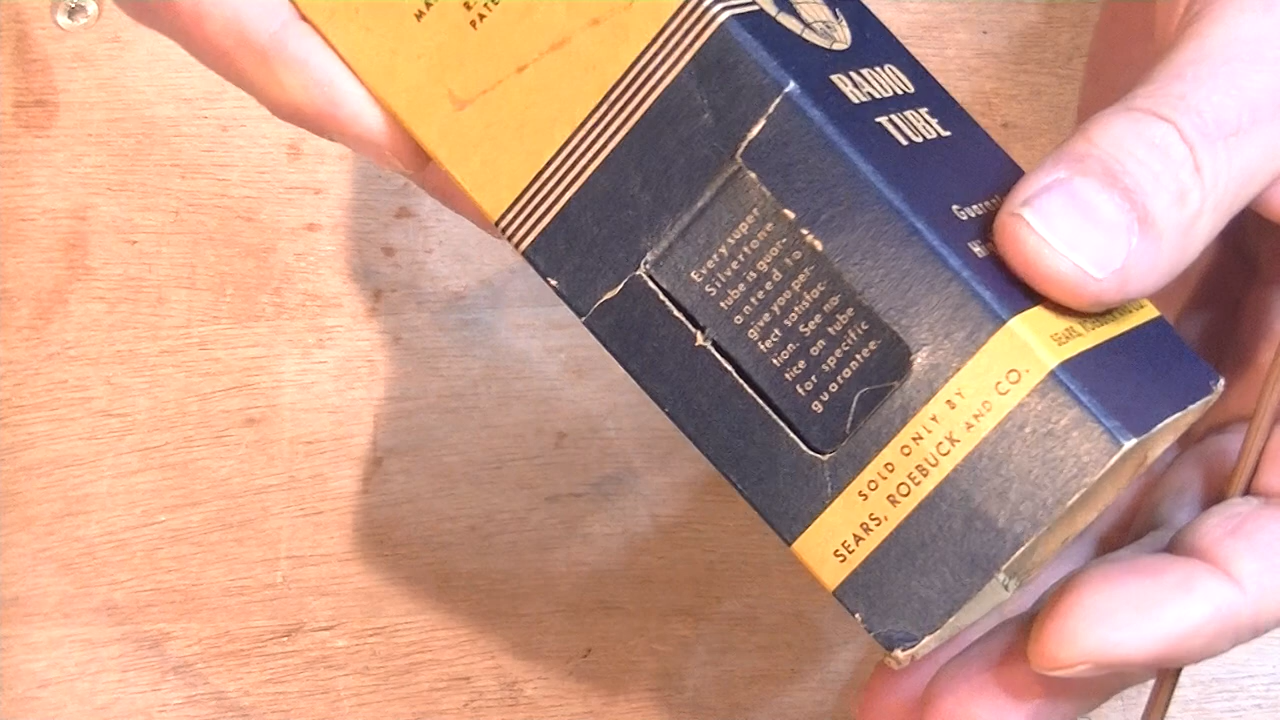 RADIO
TUBE
Every super
Silvertone
tube is guar-
anteed to
give you per-
fect satisfac-
tion. See no-
tice on tube
for specific
guarantee.
SOLD ONLY BY
SEARS, ROEBUCK AND CO.
SEARS,